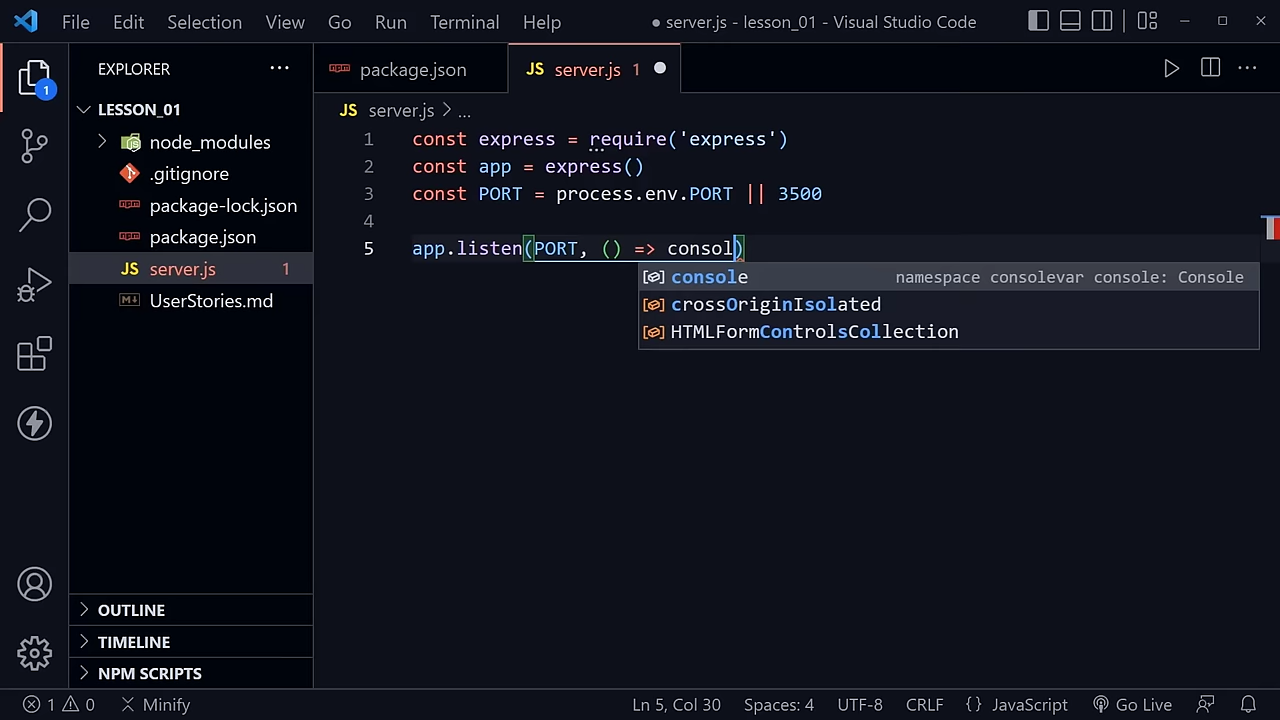 File Edit Selection View Go Run Terminal Help ● server.js - lesson_01 - Visual Studio Code
EXPLORER ...
package.json
JS server.js 1
1
LESSON_01
node_modules
.gitignore
package-lock.json
package.json
JS server.js 1
UserStories.md
JS server.js > ...
1 const express = require('express')
2 const app = express()
3 const PORT = process.env.PORT || 3500
4
5 app.listen(PORT, () => consol)
console namespace consolevar console: Console
crossOriginIsolated
HTMLFormControlsCollection
OUTLINE
TIMELINE
NPM SCRIPTS
1 0 Minify Ln 5, Col 30 Spaces: 4 UTF-8 CRLF {} JavaScript Go Live